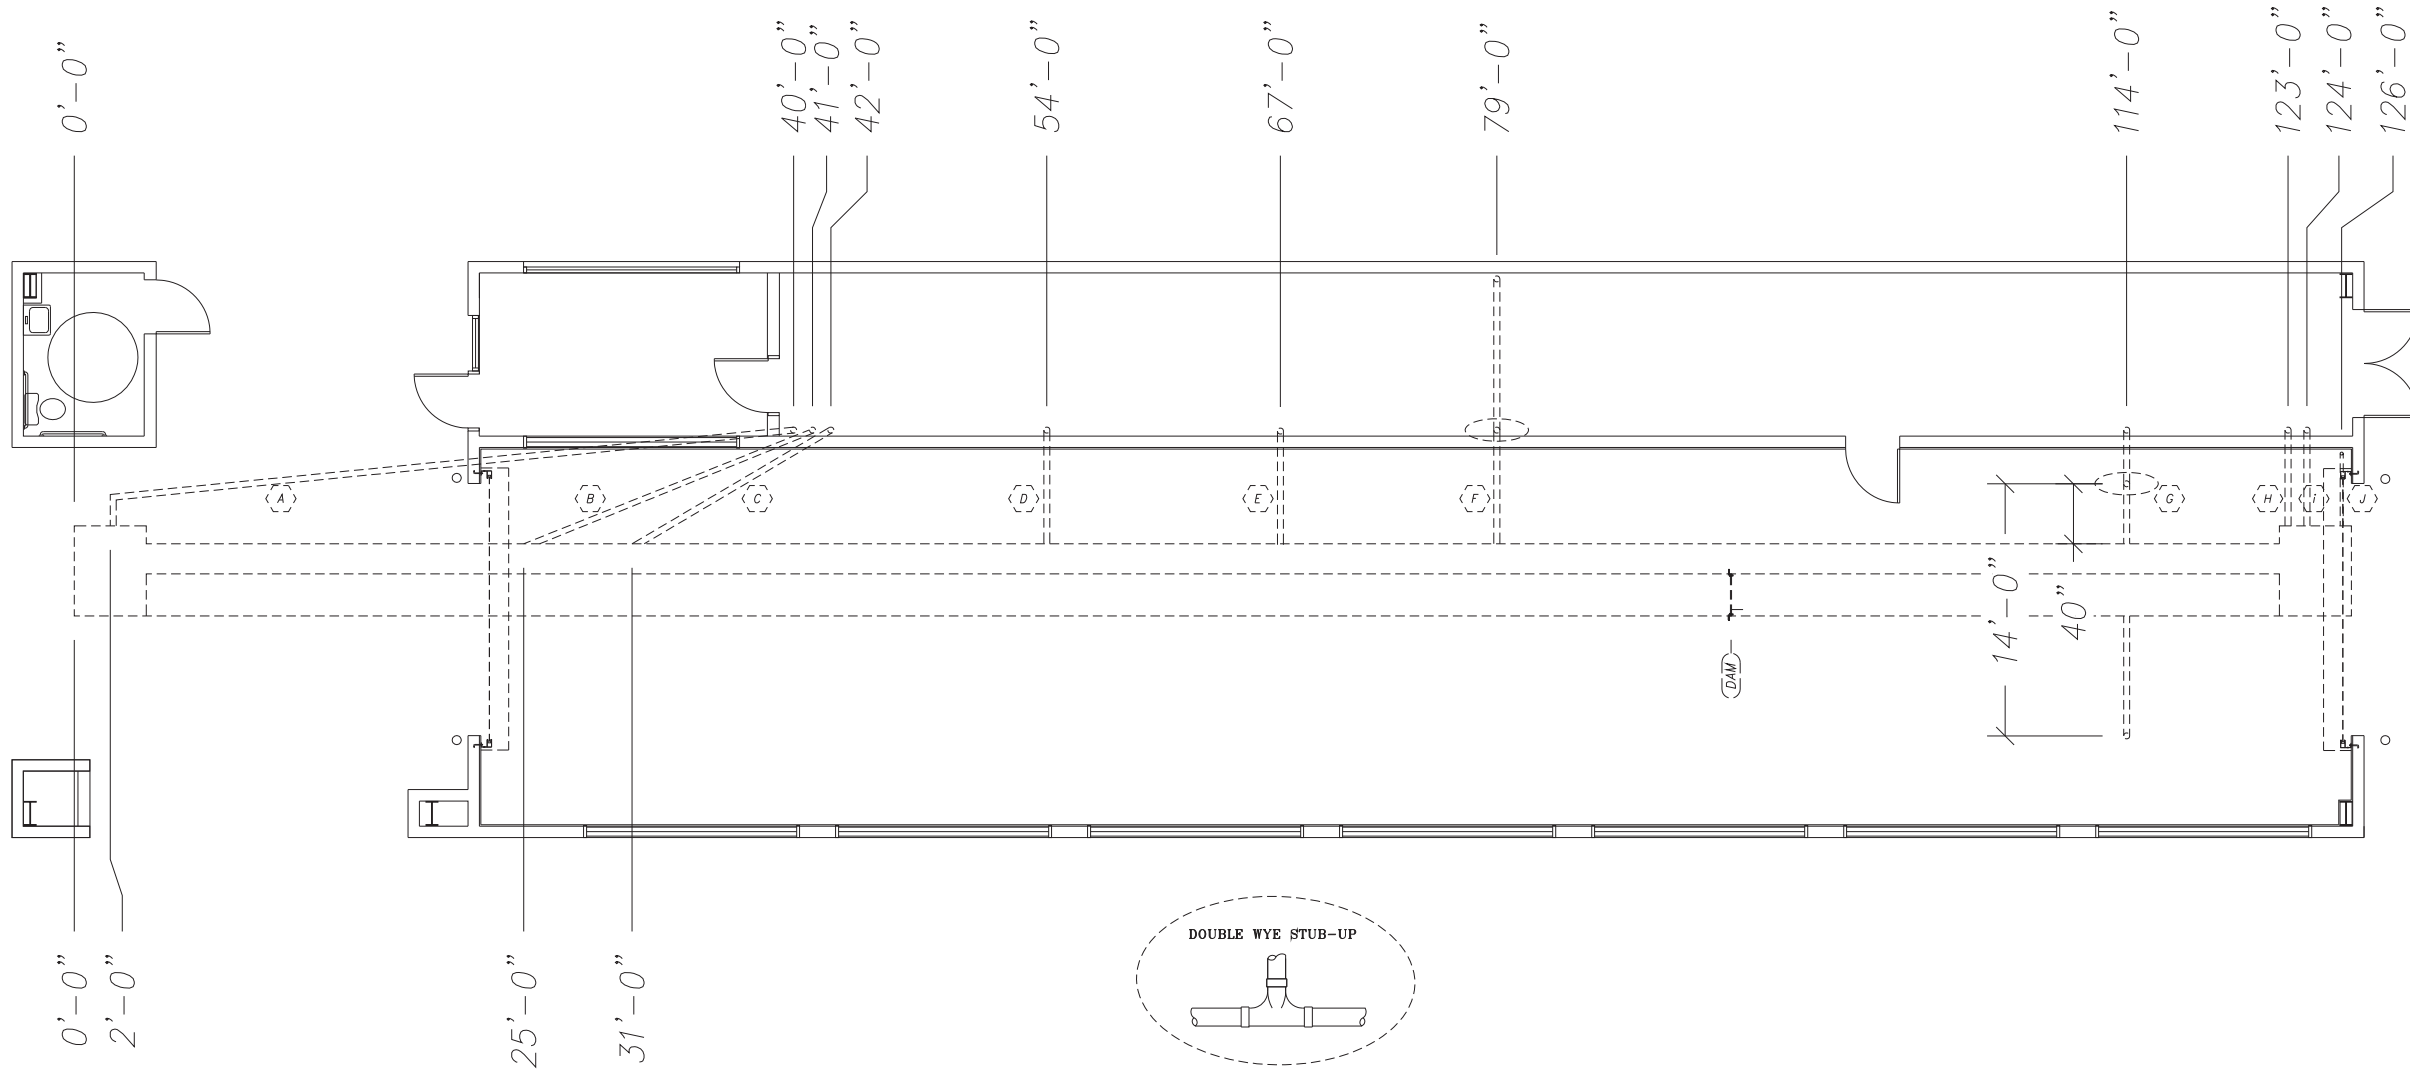 0'-0"
40'-0"
41'-0"
42'-0"
54'-0"
67'-0"
79'-0"
114'-0"
123'-0"
124'-0"
126'-0"
A
B
C
D
E
F
G
H
i
J
14'-0"
40"
DAM
DOUBLE WYE STUB-UP
0'-0"
2'-0"
25'-0"
31'-0"